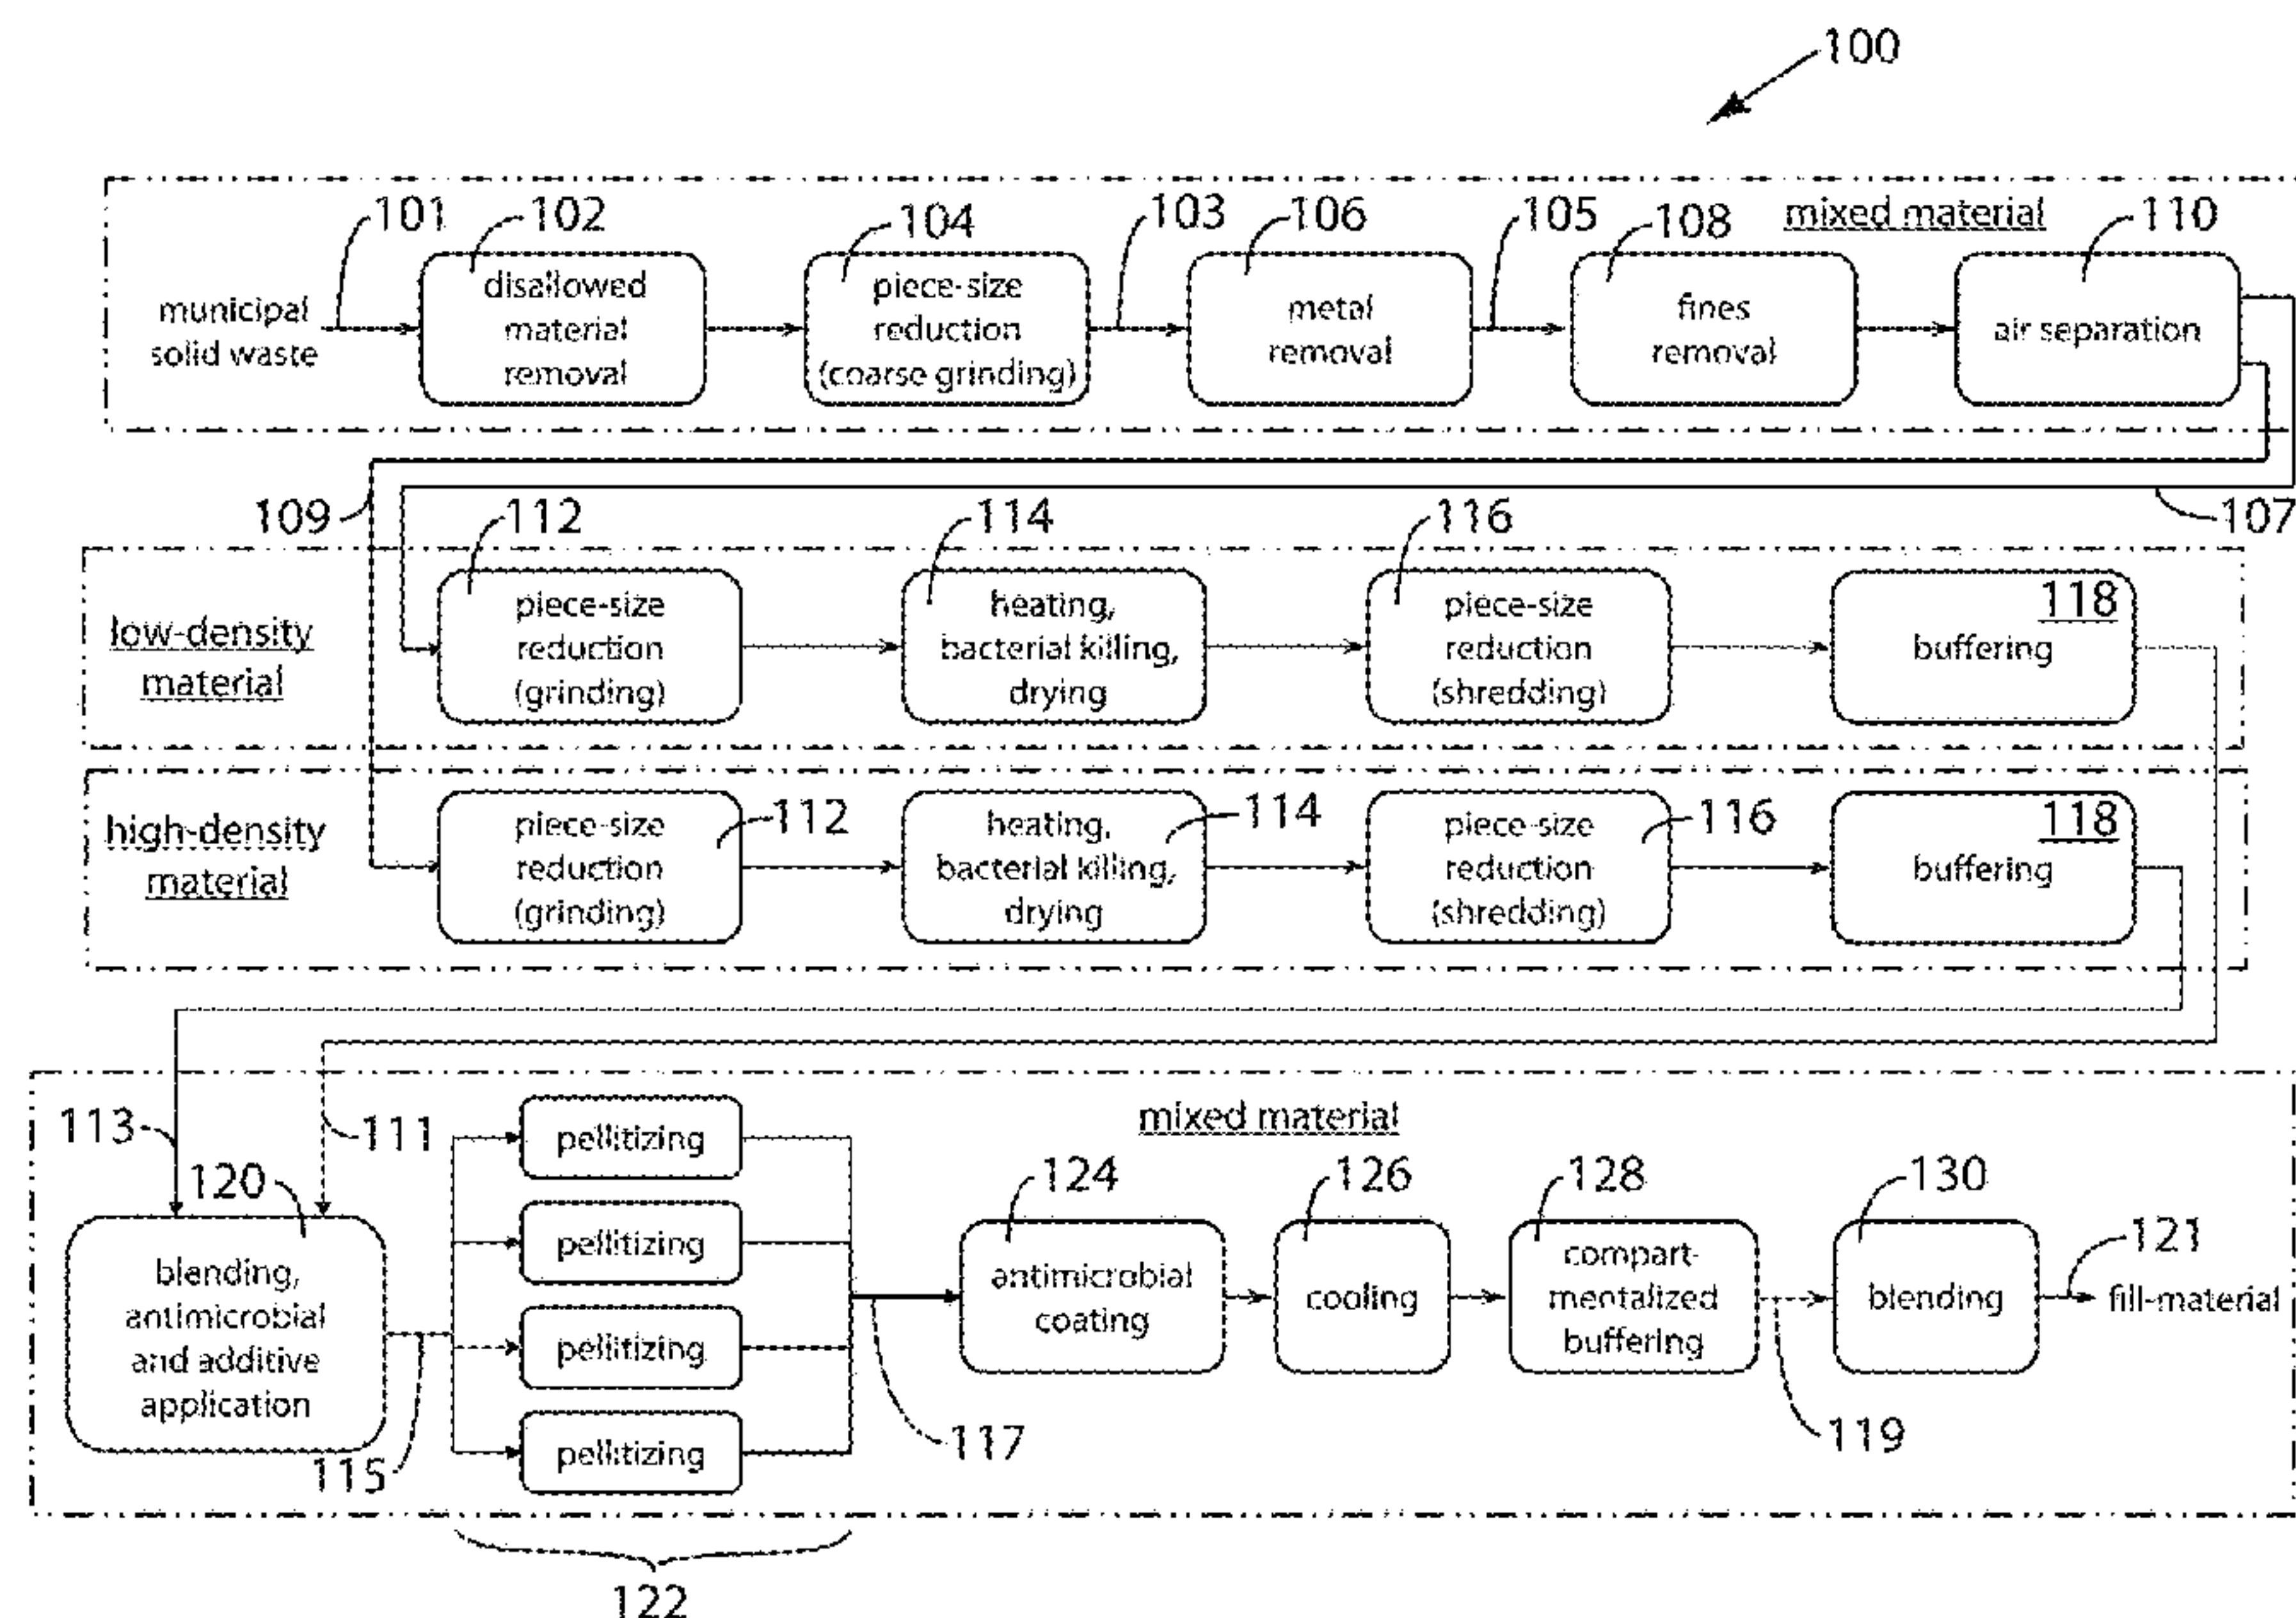 100
101
102
104
103
106
105
108
mixed material
110
municipal
solid waste
disallowed
material
removal
piece-size
reduction
(coarse grinding)
metal
removal
fines
removal
air separation
109
107
112
114
116
118
low-density
material
piece-size
reduction
(grinding)
heating,
bacterial killing,
drying
piece-size
reduction
(shredding)
buffering
high-density
material
piece-size
reduction
(grinding)
112
heating,
bacterial killing,
drying
114
piece-size
reduction
(shredding)
116
118
buffering
113
111
120
blending,
antimicrobial
and additive
application
115
pellitizing
pellitizing
pellitizing
pellitizing
122
117
mixed material
124
antimicrobial
coating
126
cooling
128
compart-
mentalized
buffering
119
130
blending
121
fill-material